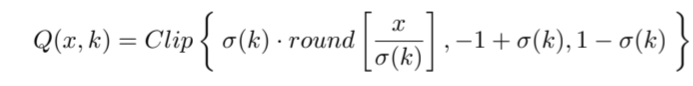 Q(x, k) = Clip { σ(k) · round [ x / σ(k) ] , −1 + σ(k), 1 − σ(k) }